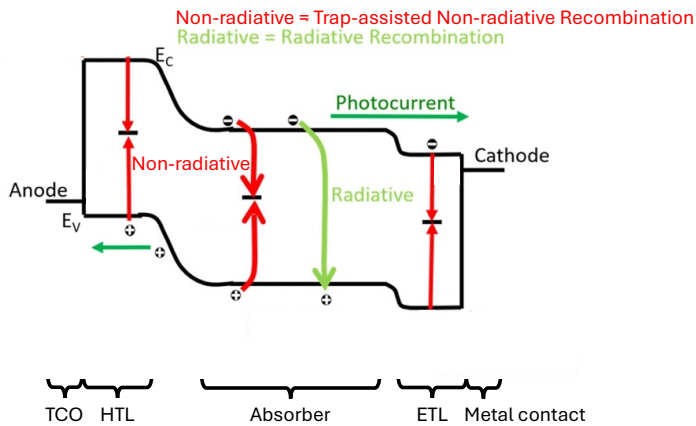 Non-radiative = Trap-assisted Non-radiative Recombination
Radiative = Radiative Recombination
E_C
Photocurrent
Non-radiative
Cathode
Anode
Radiative
E_V
TCO HTL Absorber ETL Metal contact